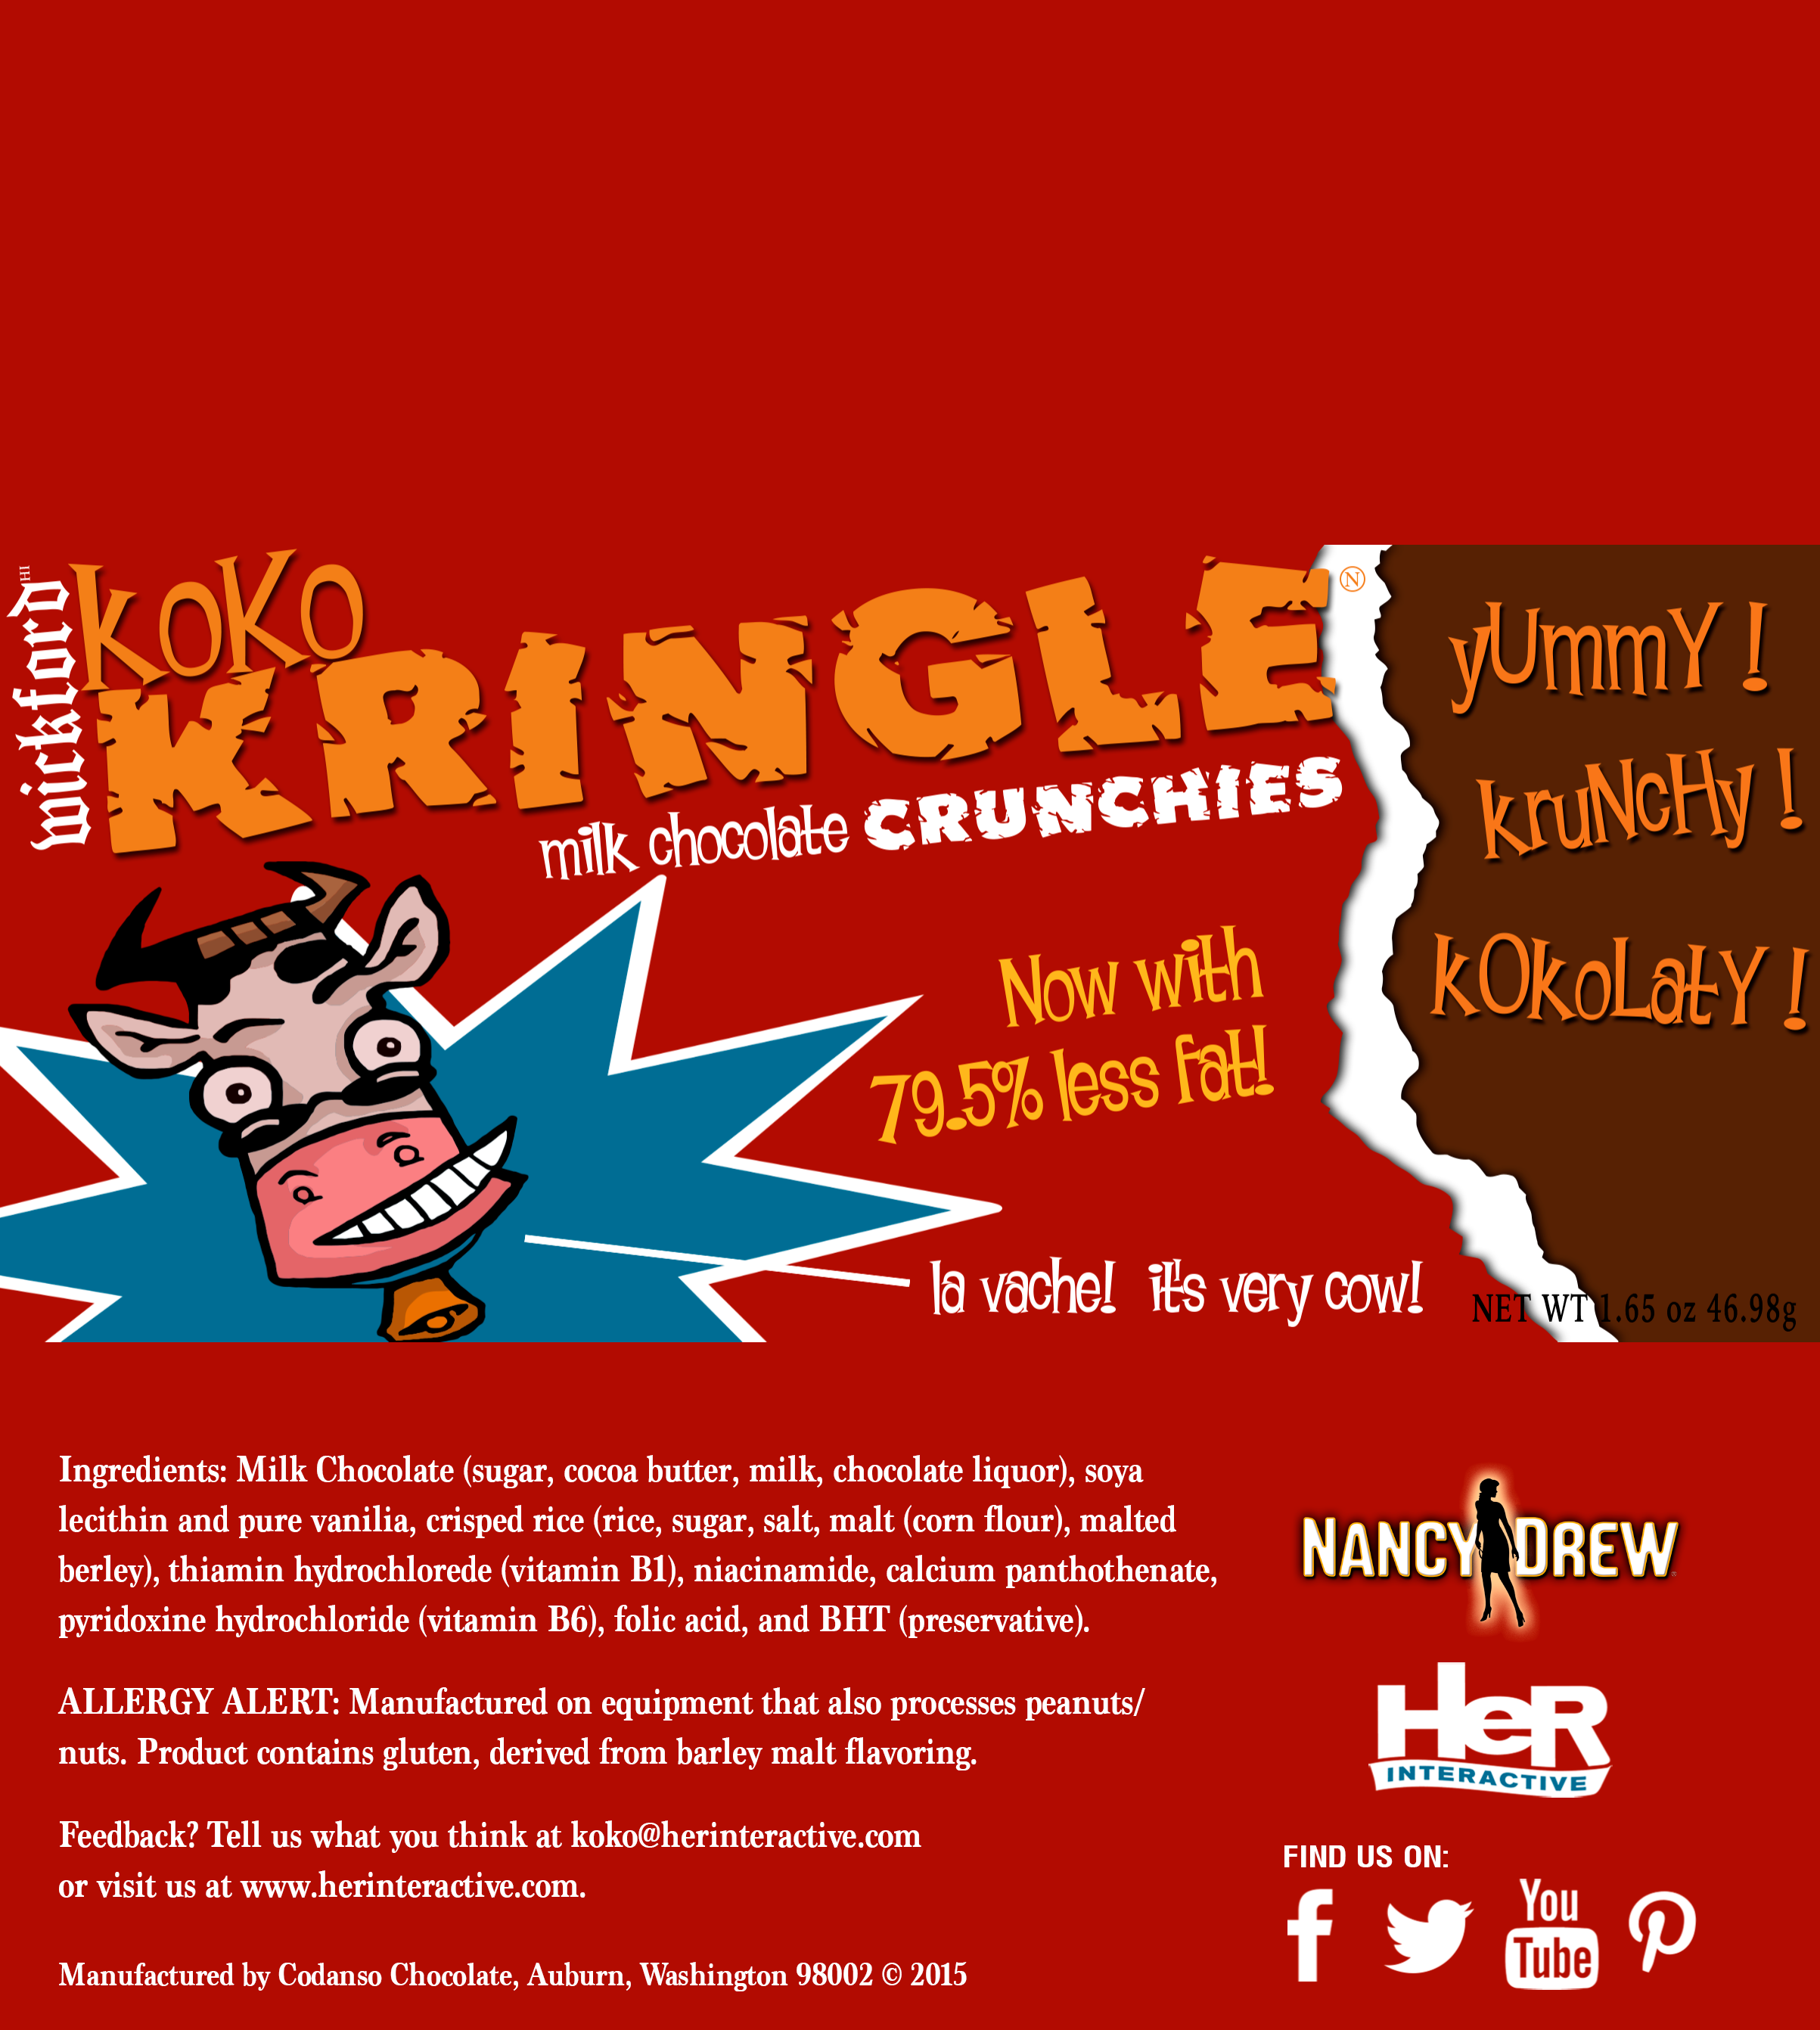 mickford HI
KOKO
KRINGLE Ⓝ
milk chocolate CRUNCHIES
yUmmY !
kruNcHy !
kOkoLatY !
Now with
79.5% less fat!
la vache!  it's very cow!
NET WT 1.65 oz 46.98g
Ingredients: Milk Chocolate (sugar, cocoa butter, milk, chocolate liquor), soya
lecithin and pure vanilia, crisped rice (rice, sugar, salt, malt (corn flour), malted
berley), thiamin hydrochlorede (vitamin B1), niacinamide, calcium panthothenate,
pyridoxine hydrochloride (vitamin B6), folic acid, and BHT (preservative).
ALLERGY ALERT: Manufactured on equipment that also processes peanuts/
nuts. Product contains gluten, derived from barley malt flavoring.
Feedback? Tell us what you think at koko@herinteractive.com
or visit us at www.herinteractive.com.
Manufactured by Codanso Chocolate, Auburn, Washington 98002 © 2015
NANCY DREW
HeR
INTERACTIVE
FIND US ON:
You
Tube